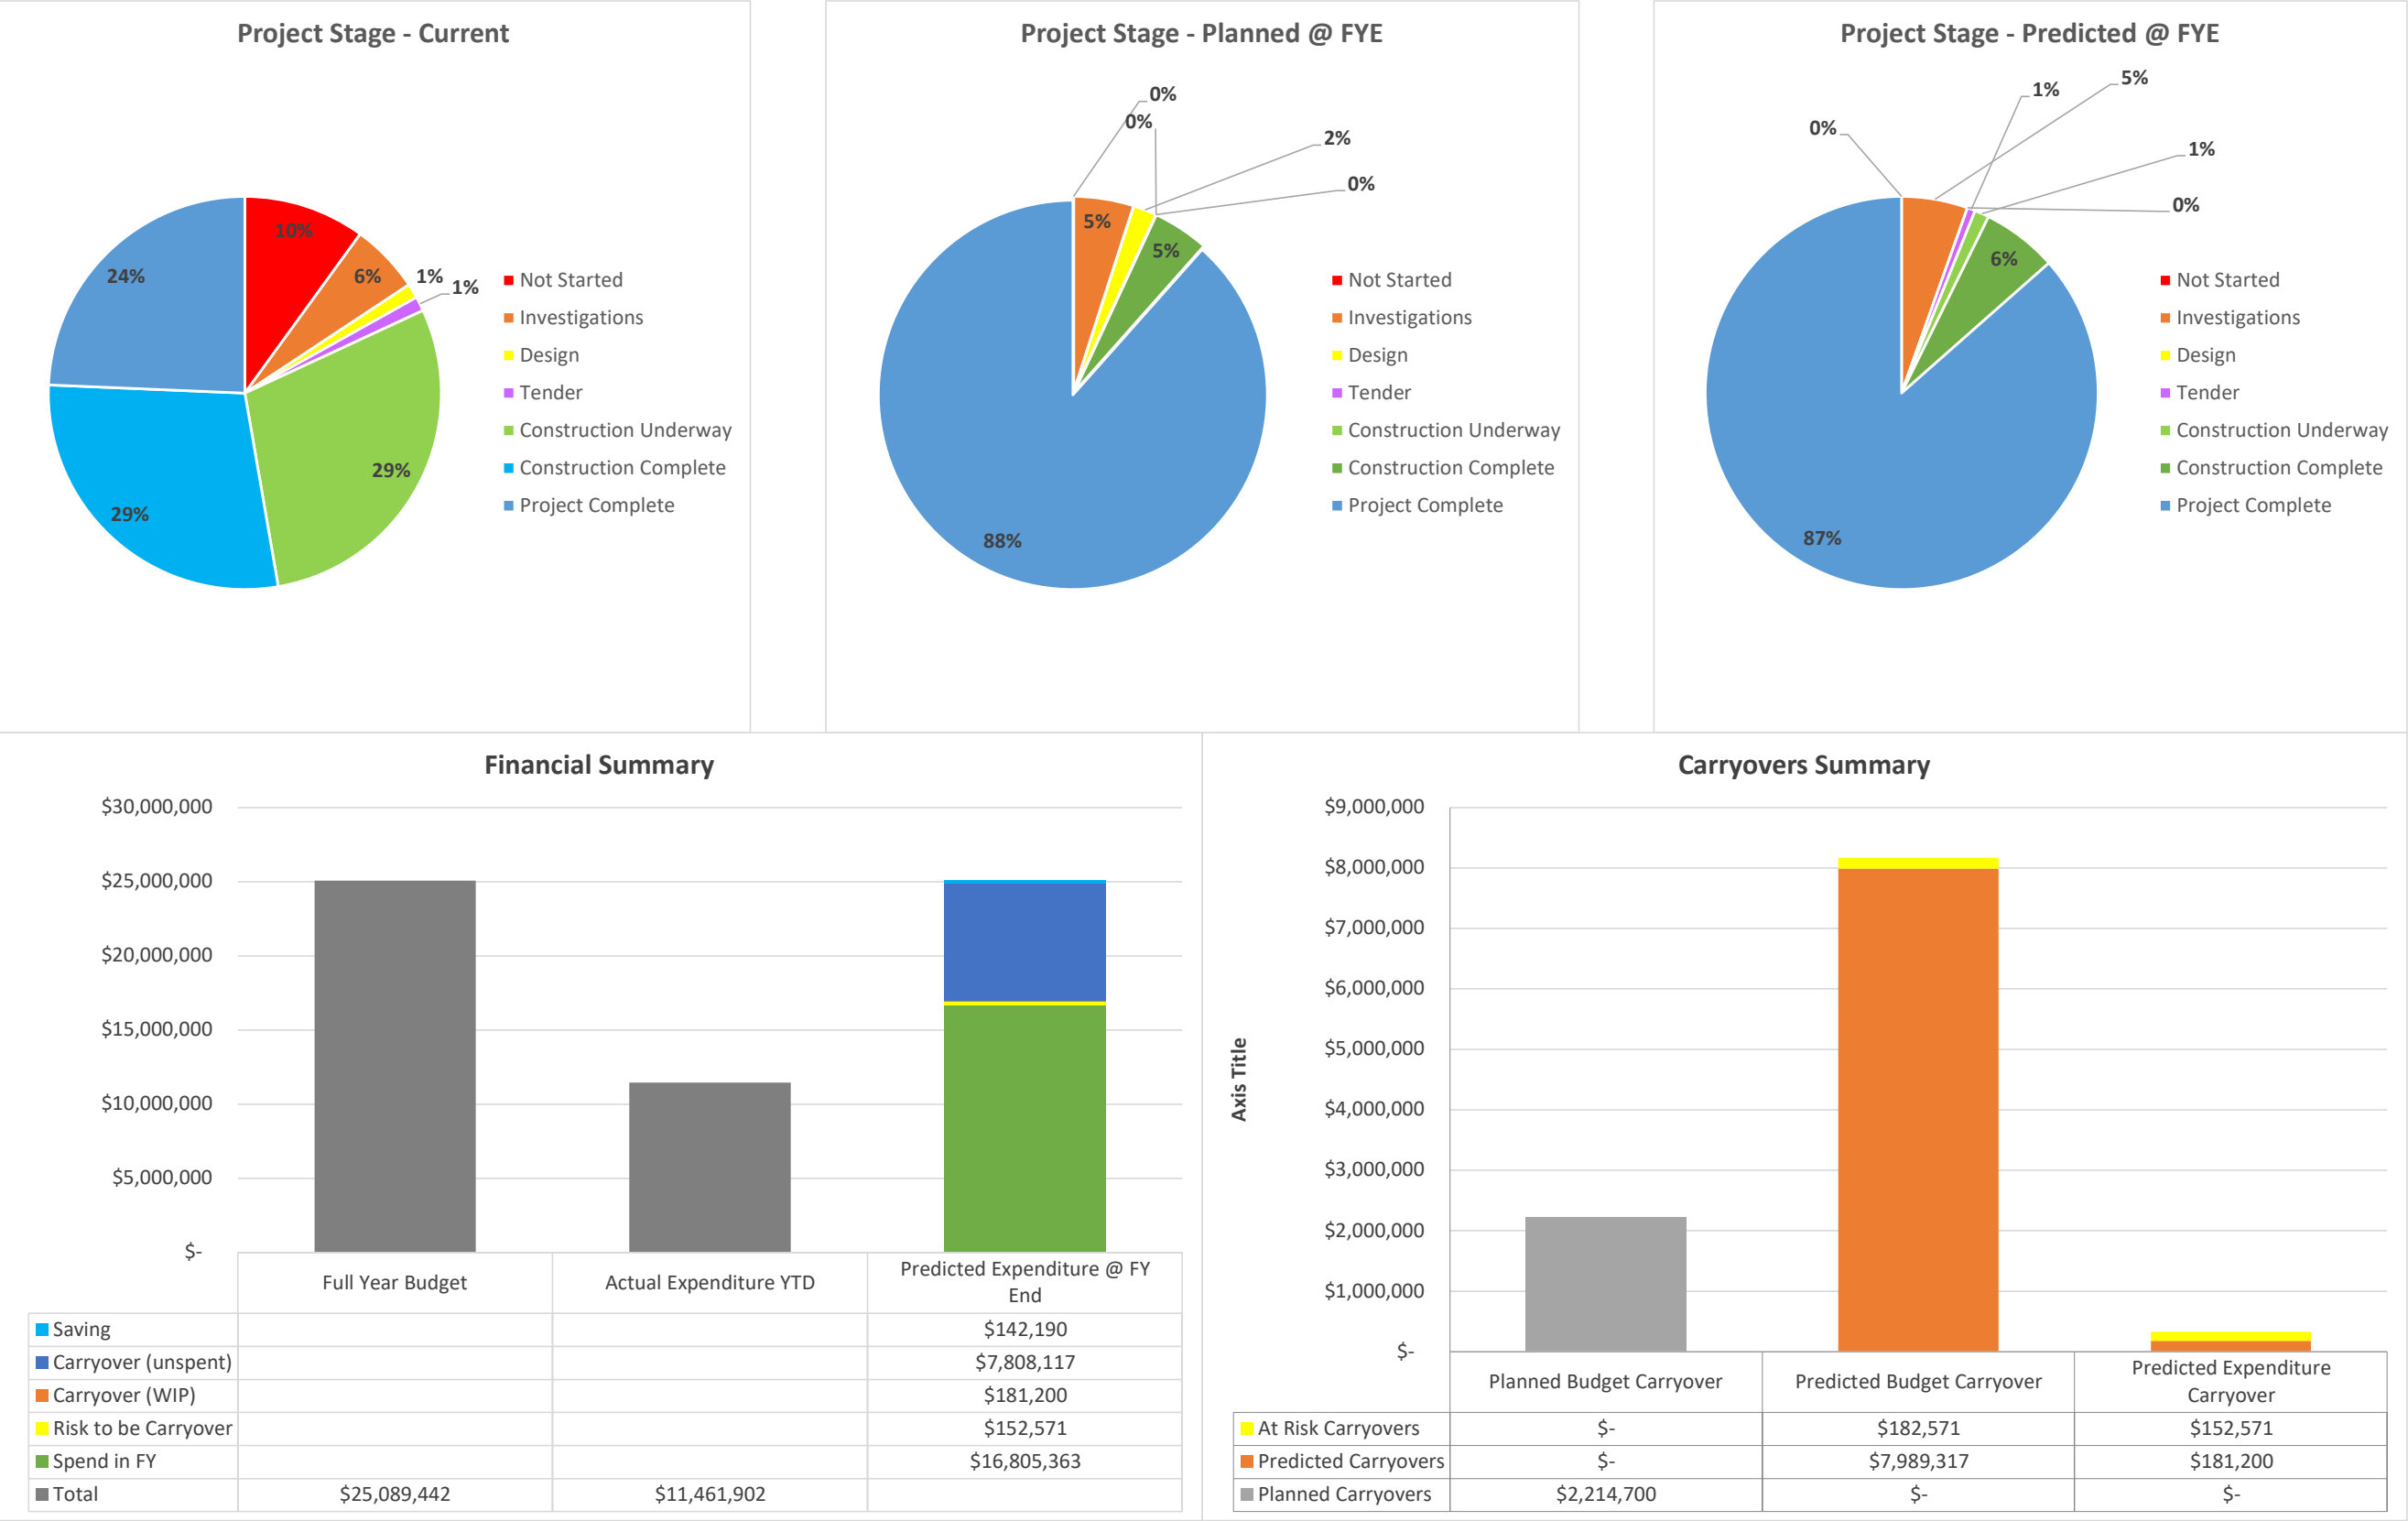 Project Stage - Current
10%
6%
1%
1%
29%
29%
24%
Not Started
Investigations
Design
Tender
Construction Underway
Construction Complete
Project Complete
Project Stage - Planned @ FYE
0%
0%
2%
0%
5%
5%
88%
Not Started
Investigations
Design
Tender
Construction Underway
Construction Complete
Project Complete
Project Stage - Predicted @ FYE
5%
1%
0%
1%
0%
6%
87%
Not Started
Investigations
Design
Tender
Construction Underway
Construction Complete
Project Complete
Financial Summary
$30,000,000
$25,000,000
$20,000,000
$15,000,000
$10,000,000
$5,000,000
$-
Full Year Budget Actual Expenditure YTD Predicted Expenditure @ FY
End
Saving $142,190
Carryover (unspent) $7,808,117
Carryover (WIP) $181,200
Risk to be Carryover $152,571
Spend in FY $16,805,363
Total $25,089,442 $11,461,902
Carryovers Summary
Axis Title
$9,000,000
$8,000,000
$7,000,000
$6,000,000
$5,000,000
$4,000,000
$3,000,000
$2,000,000
$1,000,000
$-
Planned Budget Carryover Predicted Budget Carryover Predicted Expenditure
Carryover
At Risk Carryovers $- $182,571 $152,571
Predicted Carryovers $- $7,989,317 $181,200
Planned Carryovers $2,214,700 $- $-